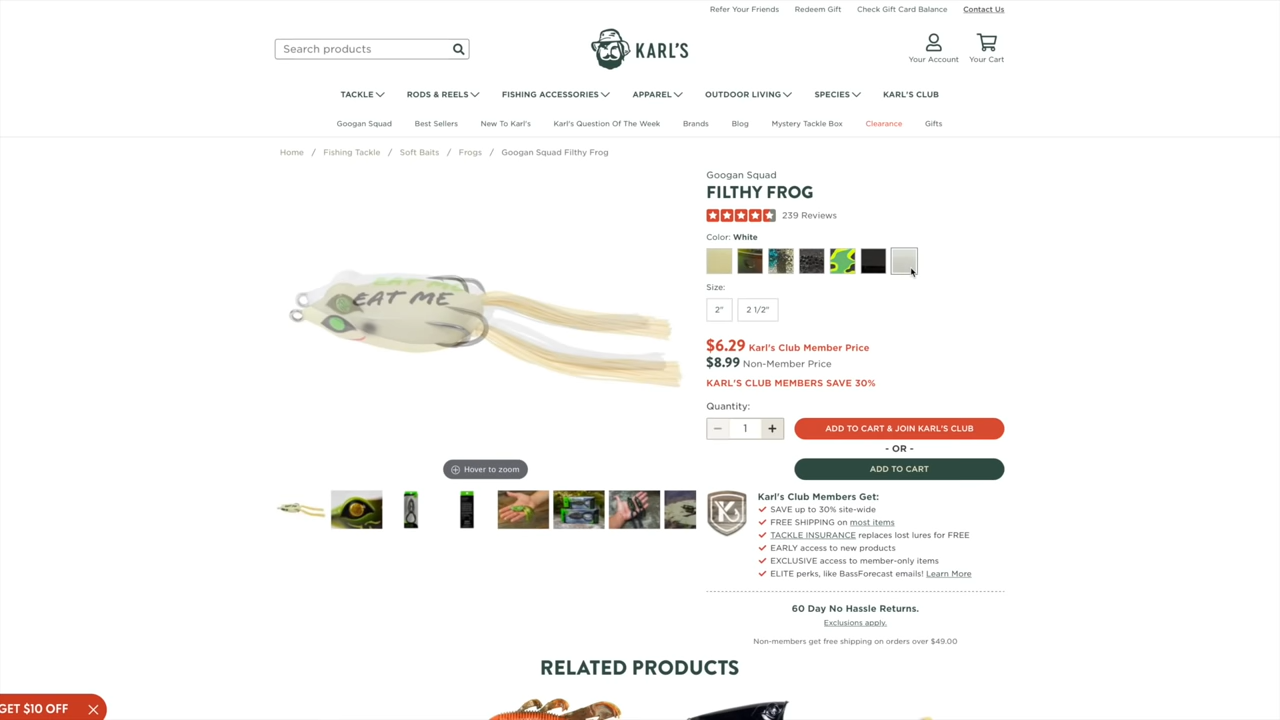 Refer Your Friends
Redeem Gift
Check Gift Card Balance
Contact Us
Search products
KARL'S
Your Account
Your Cart
TACKLE
RODS & REELS
FISHING ACCESSORIES
APPAREL
OUTDOOR LIVING
SPECIES
KARL'S CLUB
Googan Squad
Best Sellers
New To Karl's
Karl's Question Of The Week
Brands
Blog
Mystery Tackle Box
Clearance
Gifts
Home / Fishing Tackle / Soft Baits / Frogs / Googan Squad Filthy Frog
Googan Squad
FILTHY FROG
239 Reviews
Color: White
Size:
2"
2 1/2"
EAT ME
$6.29 Karl's Club Member Price
$8.99 Non-Member Price
KARL'S CLUB MEMBERS SAVE 30%
Quantity:
1
ADD TO CART & JOIN KARL'S CLUB
- OR -
ADD TO CART
Hover to zoom
Karl's Club Members Get:
SAVE up to 30% site-wide
FREE SHIPPING on most items
TACKLE INSURANCE replaces lost lures for FREE
EARLY access to new products
EXCLUSIVE access to member-only items
ELITE perks, like BassForecast emails! Learn More
60 Day No Hassle Returns.
Exclusions apply.
Non-members get free shipping on orders over $49.00
RELATED PRODUCTS
GET $10 OFF